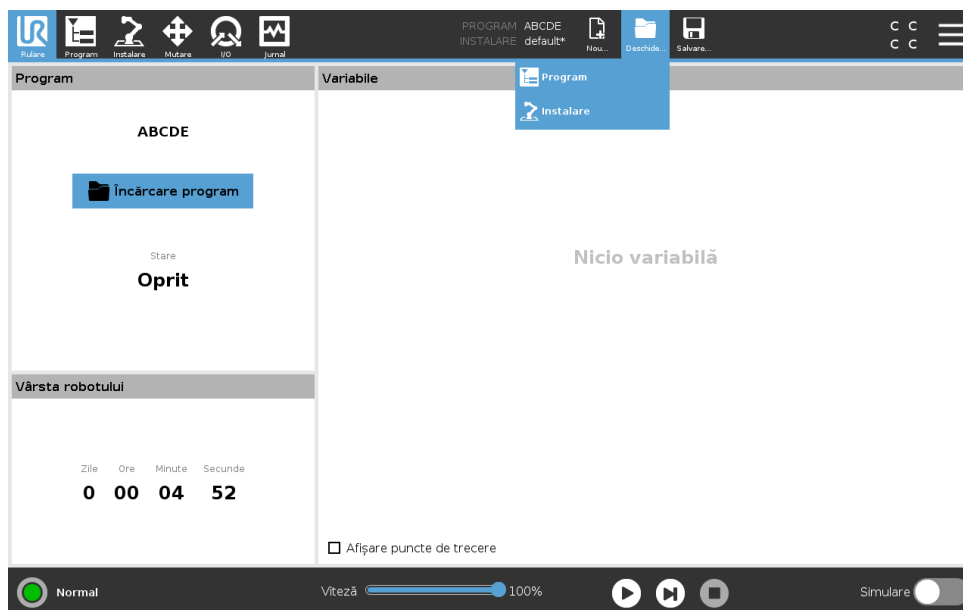 UR
Rulare
Program
Instalare
Mutare
I/O
Jurnal
PROGRAM ABCDE
INSTALARE default*
Nou...
Deschide...
Salvare...
C C
C C
Program
Variabile
Program
Instalare
ABCDE
Încărcare program
Stare
Oprit
Nicio variabilă
Vârsta robotului
Zile Ore Minute Secunde
0 00 04 52
Afișare puncte de trecere
Normal
Viteză 100%
Simulare